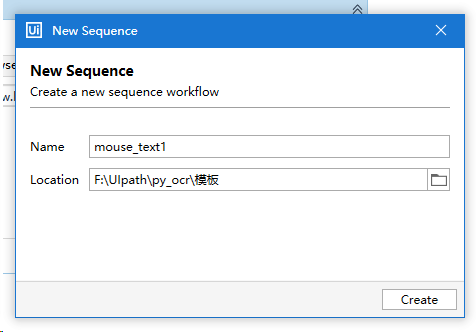 Ui New Sequence
New Sequence
Create a new sequence workflow
Name mouse_text1
Location F:\UIpath\py_ocr\模板
Create